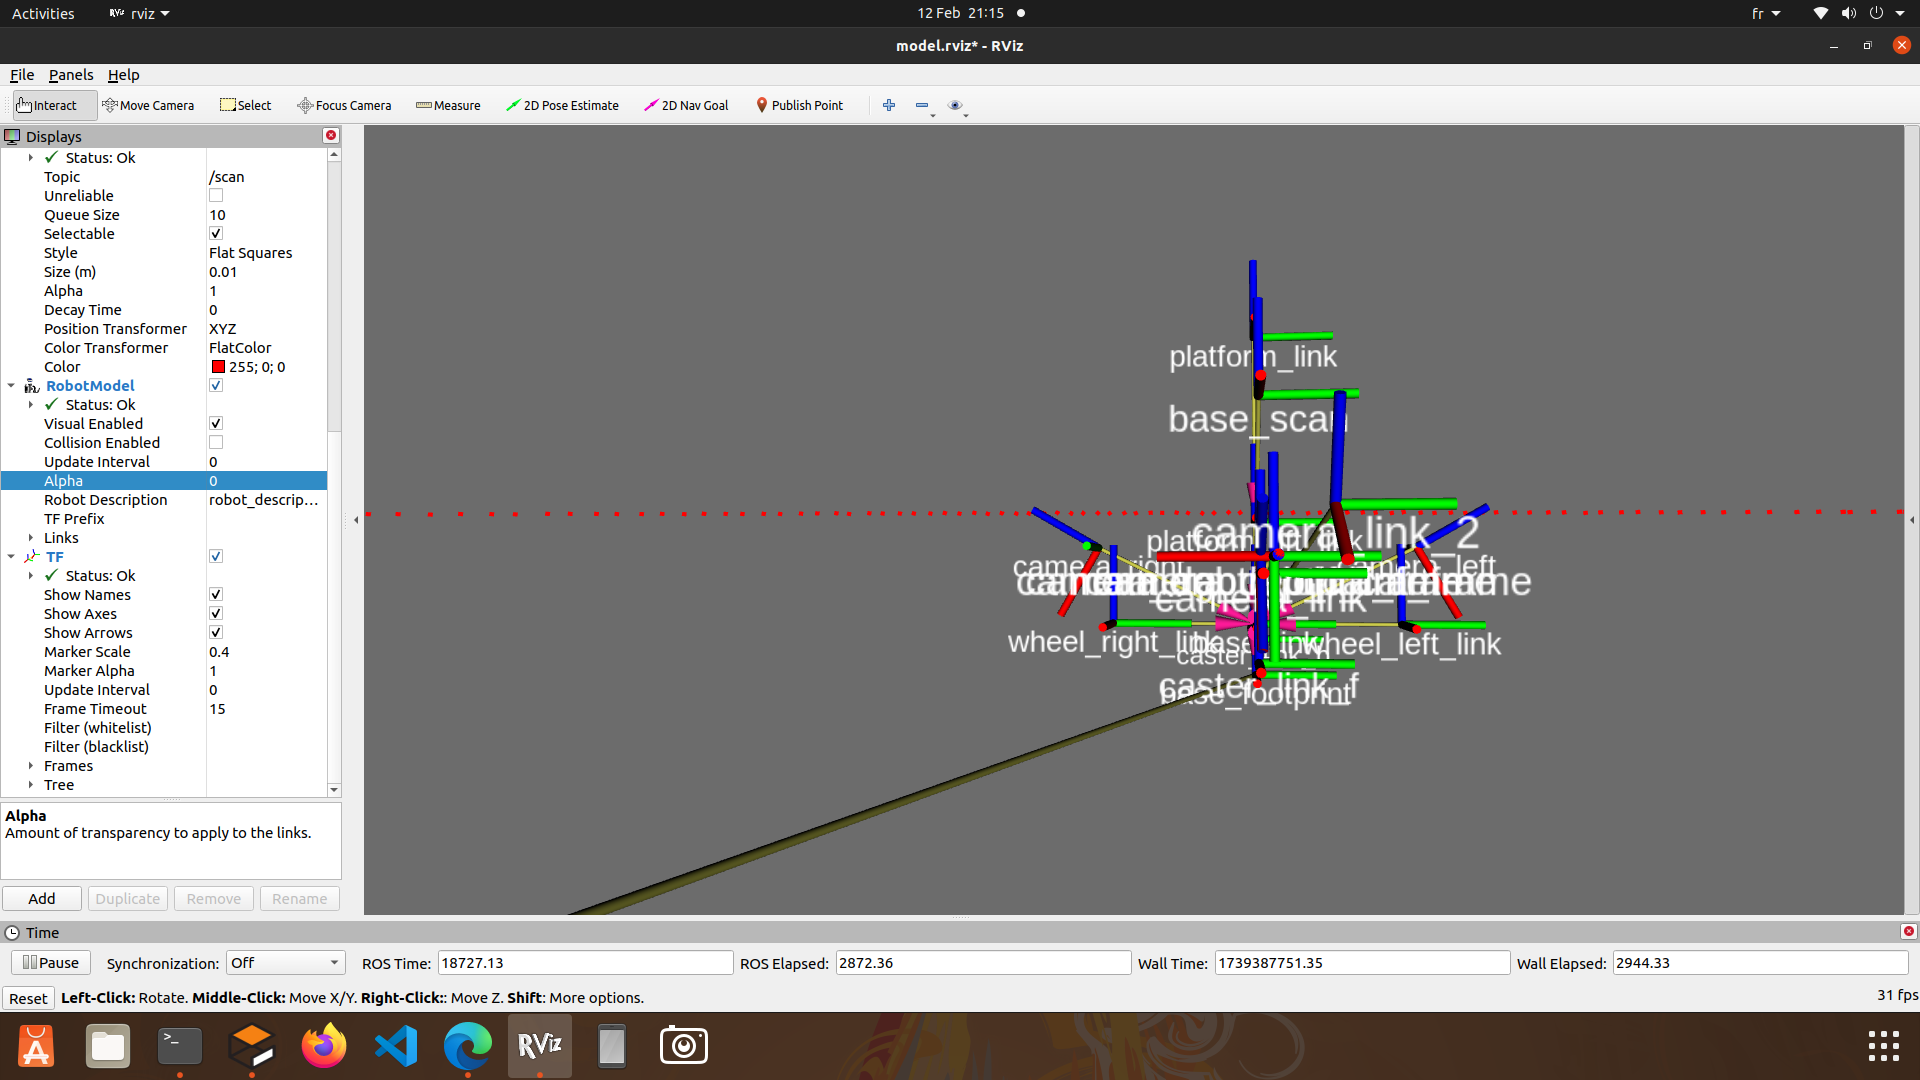 Activities
RViz rviz
12 Feb 21:15
fr
model.rviz* - RViz
File Panels Help
Interact Move Camera Select Focus Camera Measure 2D Pose Estimate 2D Nav Goal Publish Point
Displays
Status: Ok
Topic /scan
Unreliable
Queue Size 10
Selectable
Style Flat Squares
Size (m) 0.01
Alpha 1
Decay Time 0
Position Transformer XYZ
Color Transformer FlatColor
Color 255; 0; 0
RobotModel
Status: Ok
Visual Enabled
Collision Enabled
Update Interval 0
Alpha 0
Robot Description robot_descrip...
TF Prefix
Links
TF
Status: Ok
Show Names
Show Axes
Show Arrows
Marker Scale 0.4
Marker Alpha 1
Update Interval 0
Frame Timeout 15
Filter (whitelist)
Filter (blacklist)
Frames
Tree
Alpha
Amount of transparency to apply to the links.
Add Duplicate Remove Rename
platform_link
base_scan
camera_link_2
camera_right
camera_left
camera_link
wheel_right_link
base_link
wheel_left_link
caster_link_f
base_footprint
Time
Pause Synchronization: Off ROS Time: 18727.13 ROS Elapsed: 2872.36 Wall Time: 1739387751.35 Wall Elapsed: 2944.33
Reset Left-Click: Rotate. Middle-Click: Move X/Y. Right-Click:: Move Z. Shift: More options.
31 fps
RViz